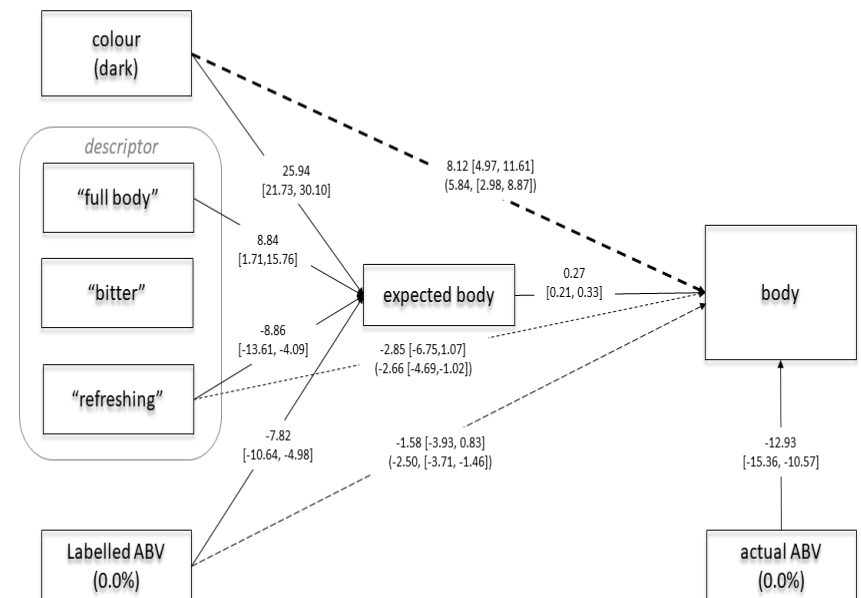 colour
(dark)
descriptor
“full body”
“bitter”
“refreshing”
Labelled ABV
(0.0%)
25.94
[21.73, 30.10]
8.84
[1.71,15.76]
-8.86
[-13.61, -4.09]
-7.82
[-10.64, -4.98]
expected body
8.12 [4.97, 11.61]
(5.84, [2.98, 8.87])
0.27
[0.21, 0.33]
-2.85 [-6.75,1.07]
(-2.66 [-4.69,-1.02])
-1.58 [-3.93, 0.83]
(-2.50, [-3.71, -1.46])
body
-12.93
[-15.36, -10.57]
actual ABV
(0.0%)